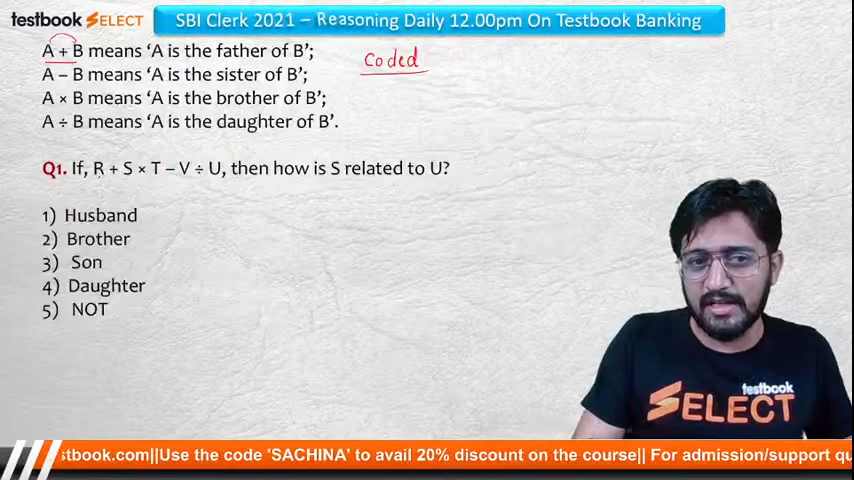 testbook SELECT
SBI Clerk 2021 – Reasoning Daily 12.00pm On Testbook Banking
A + B means ‘A is the father of B’;
Coded
A – B means ‘A is the sister of B’;
A × B means ‘A is the brother of B’;
A ÷ B means ‘A is the daughter of B’.
Q1. If, R + S × T – V ÷ U, then how is S related to U?
1) Husband
2) Brother
3) Son
4) Daughter
5) NOT
testbook
SELECT
stbook.com||Use the code 'SACHINA' to avail 20% discount on the course|| For admission/support qu